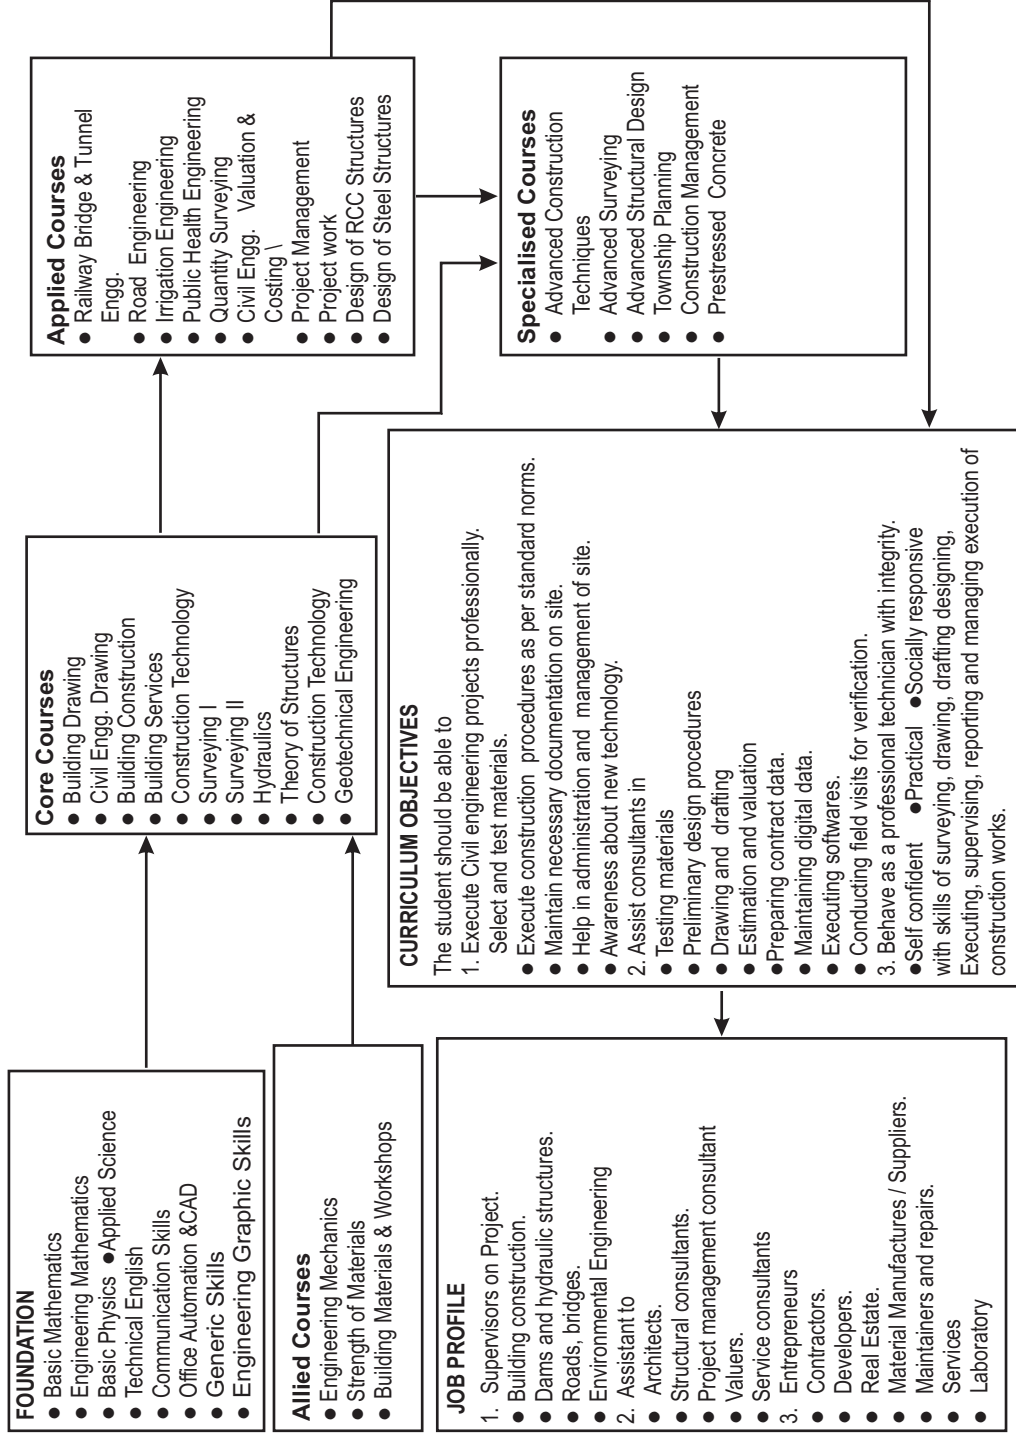 FOUNDATION
● Basic Mathematics
● Engineering Mathematics
● Basic Physics ●Applied Science
● Technical English
● Communication Skills
● Office Automation &CAD
● Generic Skills
● Engineering Graphic Skills
Allied Courses
● Engineering Mechanics
● Strength of Materials
● Building Materials & Workshops
Core Courses
● Building Drawing
● Civil Engg. Drawing
● Building Construction
● Building Services
● Construction Technology
● Surveying I
● Surveying II
● Hydraulics
● Theory of Structures
● Construction Technology
● Geotechnical Engineering
Applied Courses
● Railway Bridge & Tunnel
Engg.
● Road Engineering
● Irrigation Engineering
● Public Health Engineering
● Quantity Surveying
● Civil Engg. Valuation &
Costing \
● Project Management
● Project work
● Design of RCC Structures
● Design of Steel Structures
Specialised Courses
● Advanced Construction
Techniques
● Advanced Surveying
● Advanced Structural Design
● Township Planning
● Construction Management
● Prestressed Concrete
CURRICULUM OBJECTIVES
The student should be able to
1. Execute Civil engineering projects professionally.
Select and test materials.
● Execute construction procedures as per standard norms.
● Maintain necessary documentation on site.
● Help in administration and management of site.
● Awareness about new technology.
2. Assist consultants in
● Testing materials
● Preliminary design procedures
● Drawing and drafting
● Estimation and valuation
●Preparing contract data.
● Maintaining digital data.
● Executing softwares.
● Conducting field visits for verification.
3. Behave as a professional technician with integrity.
●Self confident ●Practical ●Socially responsive
with skills of surveying, drawing, drafting designing,
Executing, supervising, reporting and managing execution of
construction works.
JOB PROFILE
1. Supervisors on Project.
● Building construction.
● Dams and hydraulic structures.
● Roads, bridges.
● Environmental Engineering
2. Assistant to
● Architects.
● Structural consultants.
● Project management consultant
● Valuers.
● Service consultants
3. Entrepreneurs
● Contractors.
● Developers.
● Real Estate.
● Material Manufactures / Suppliers.
● Maintainers and repairs.
● Services
● Laboratory